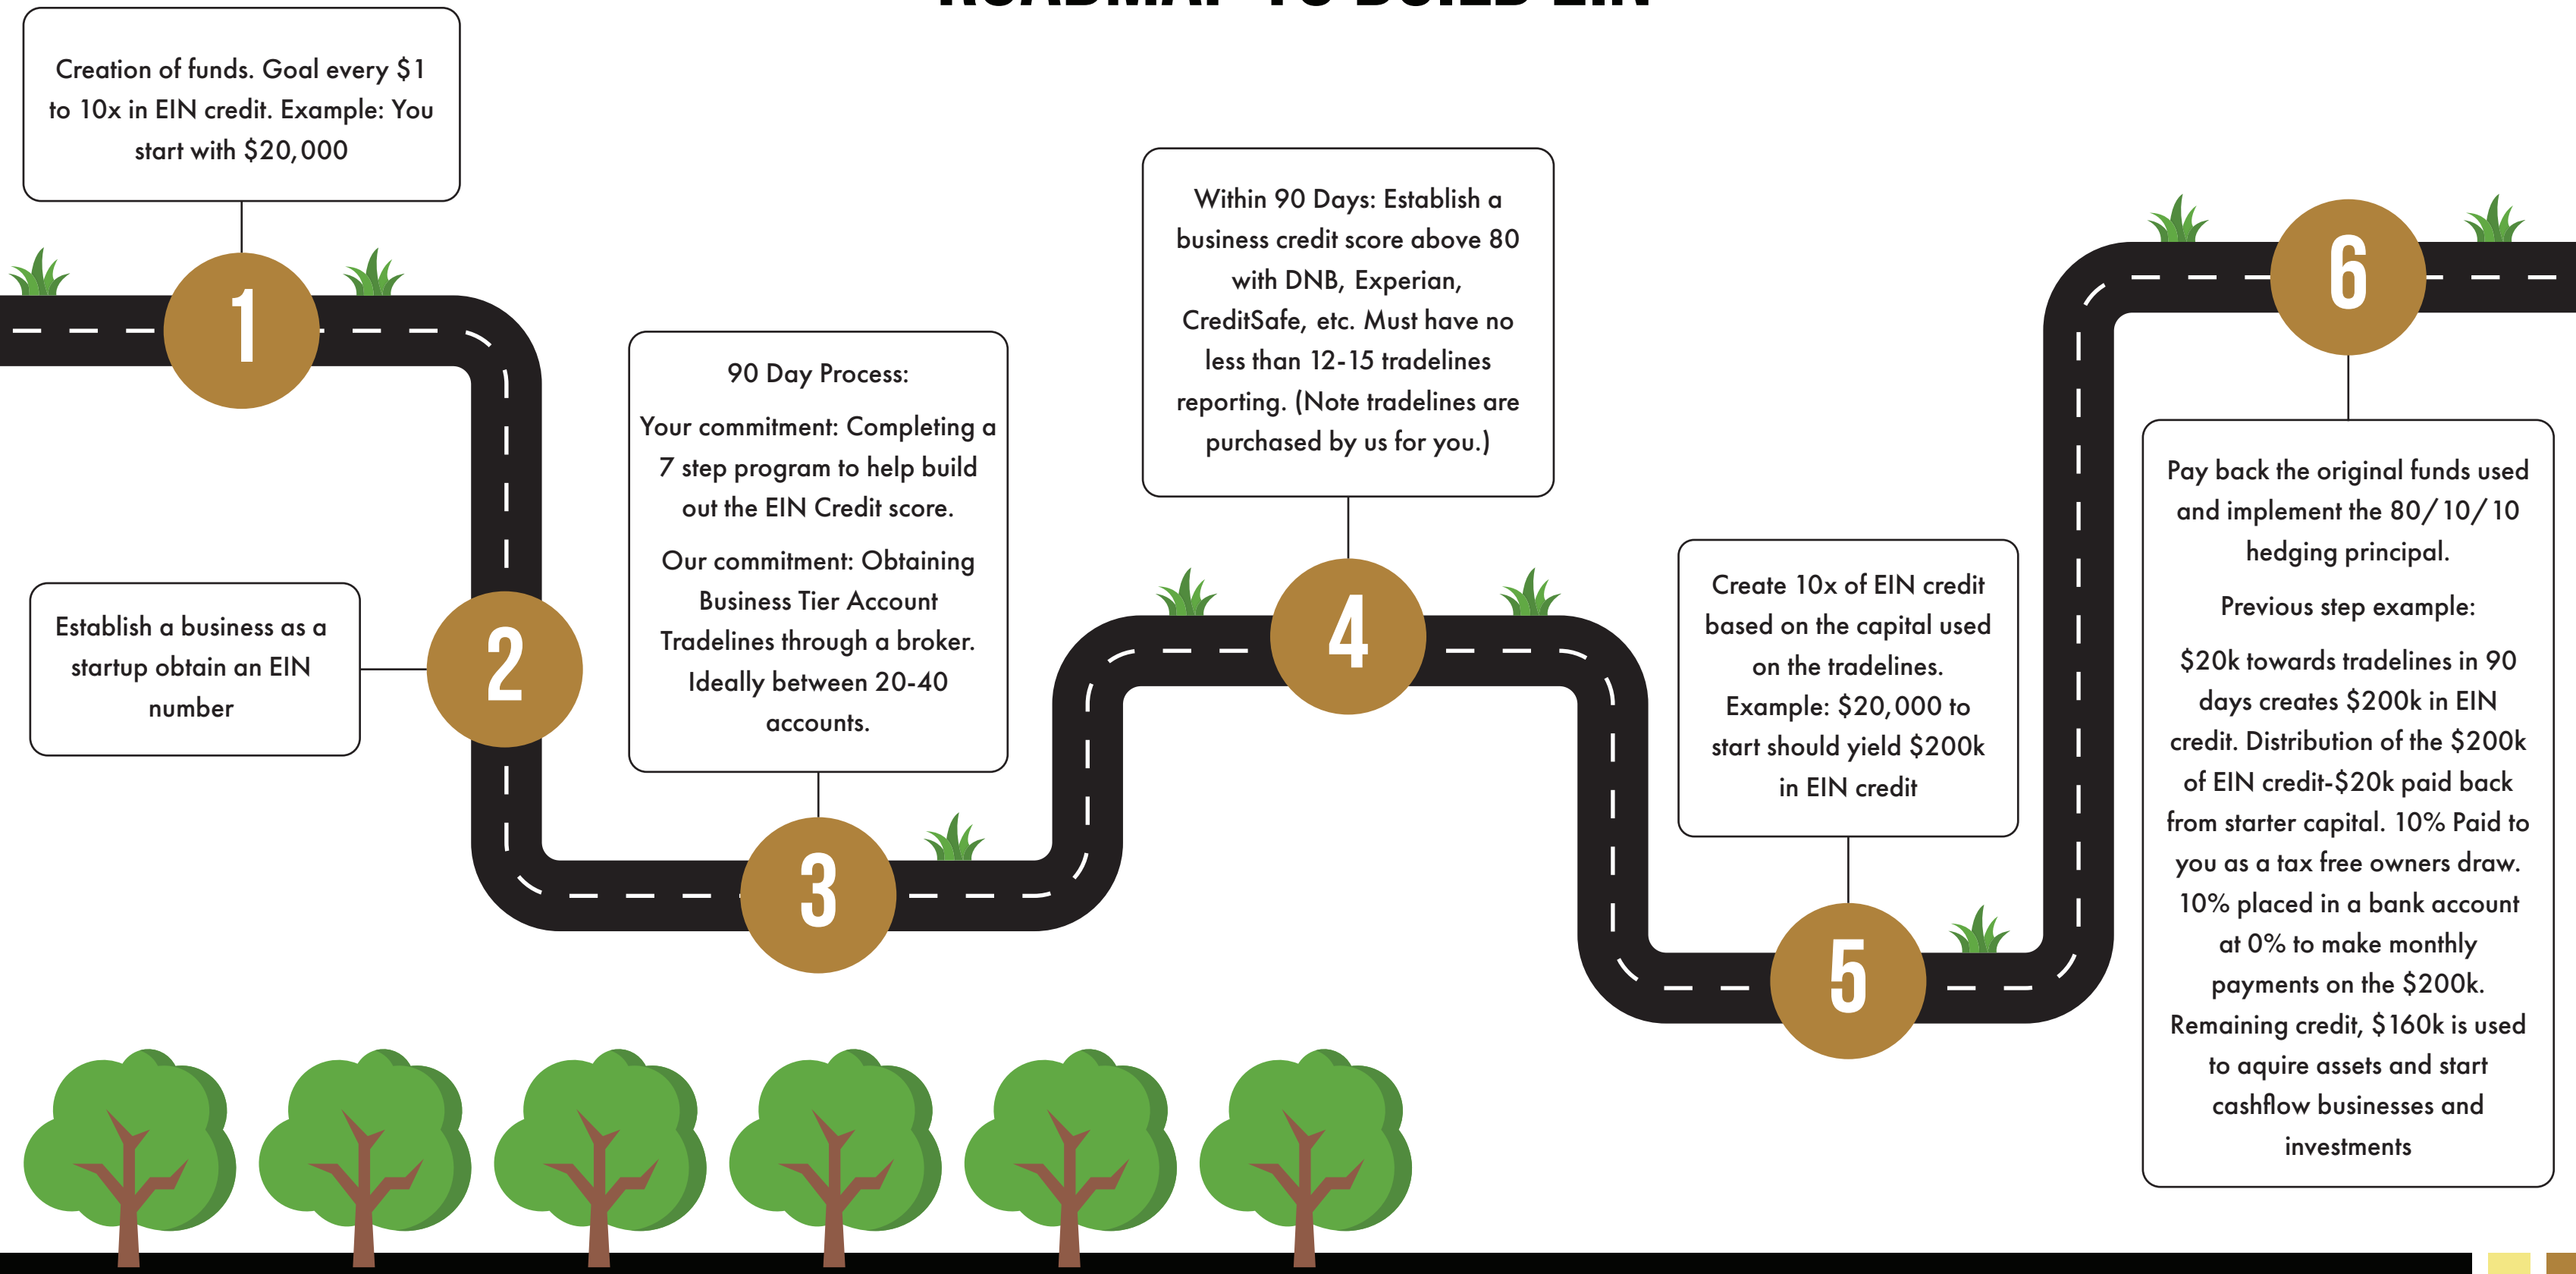 ROADMAP TO BUILD EIN
Creation of funds. Goal every $1
to 10x in EIN credit. Example: You
start with $20,000
1
Establish a business as a
startup obtain an EIN
number
2
90 Day Process:
Your commitment: Completing a
7 step program to help build
out the EIN Credit score.
Our commitment: Obtaining
Business Tier Account
Tradelines through a broker.
Ideally between 20-40
accounts.
3
Within 90 Days: Establish a
business credit score above 80
with DNB, Experian,
CreditSafe, etc. Must have no
less than 12-15 tradelines
reporting. (Note tradelines are
purchased by us for you.)
4
Create 10x of EIN credit
based on the capital used
on the tradelines.
Example: $20,000 to
start should yield $200k
in EIN credit
5
6
Pay back the original funds used
and implement the 80/10/10
hedging principal.
Previous step example:
$20k towards tradelines in 90
days creates $200k in EIN
credit. Distribution of the $200k
of EIN credit-$20k paid back
from starter capital. 10% Paid to
you as a tax free owners draw.
10% placed in a bank account
at 0% to make monthly
payments on the $200k.
Remaining credit, $160k is used
to aquire assets and start
cashflow businesses and
investments